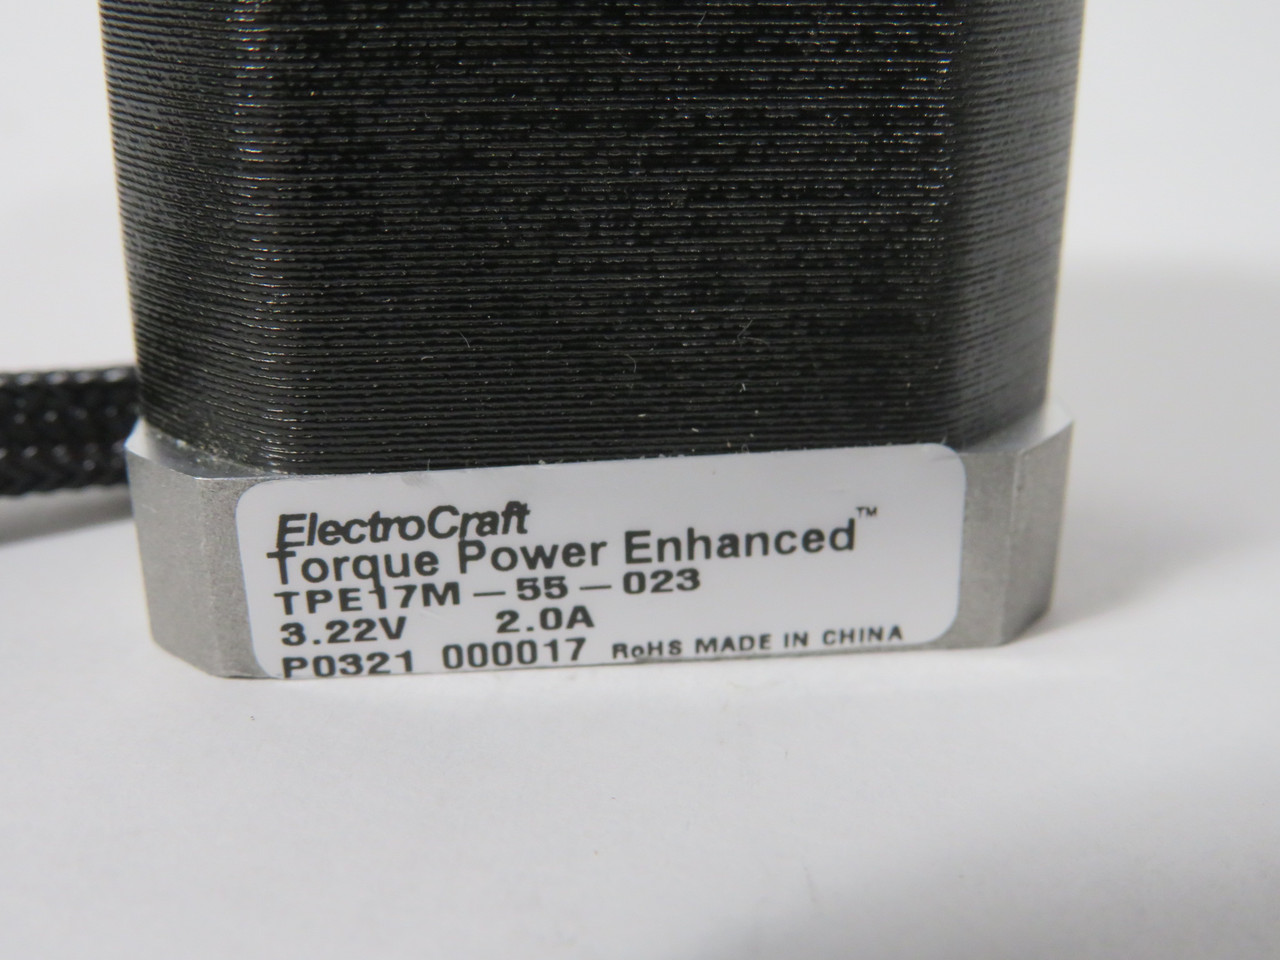 ElectroCraft
Torque Power Enhanced™
TPE17M-55-023
3.22V 2.0A
P0321 000017 RoHS MADE IN CHINA